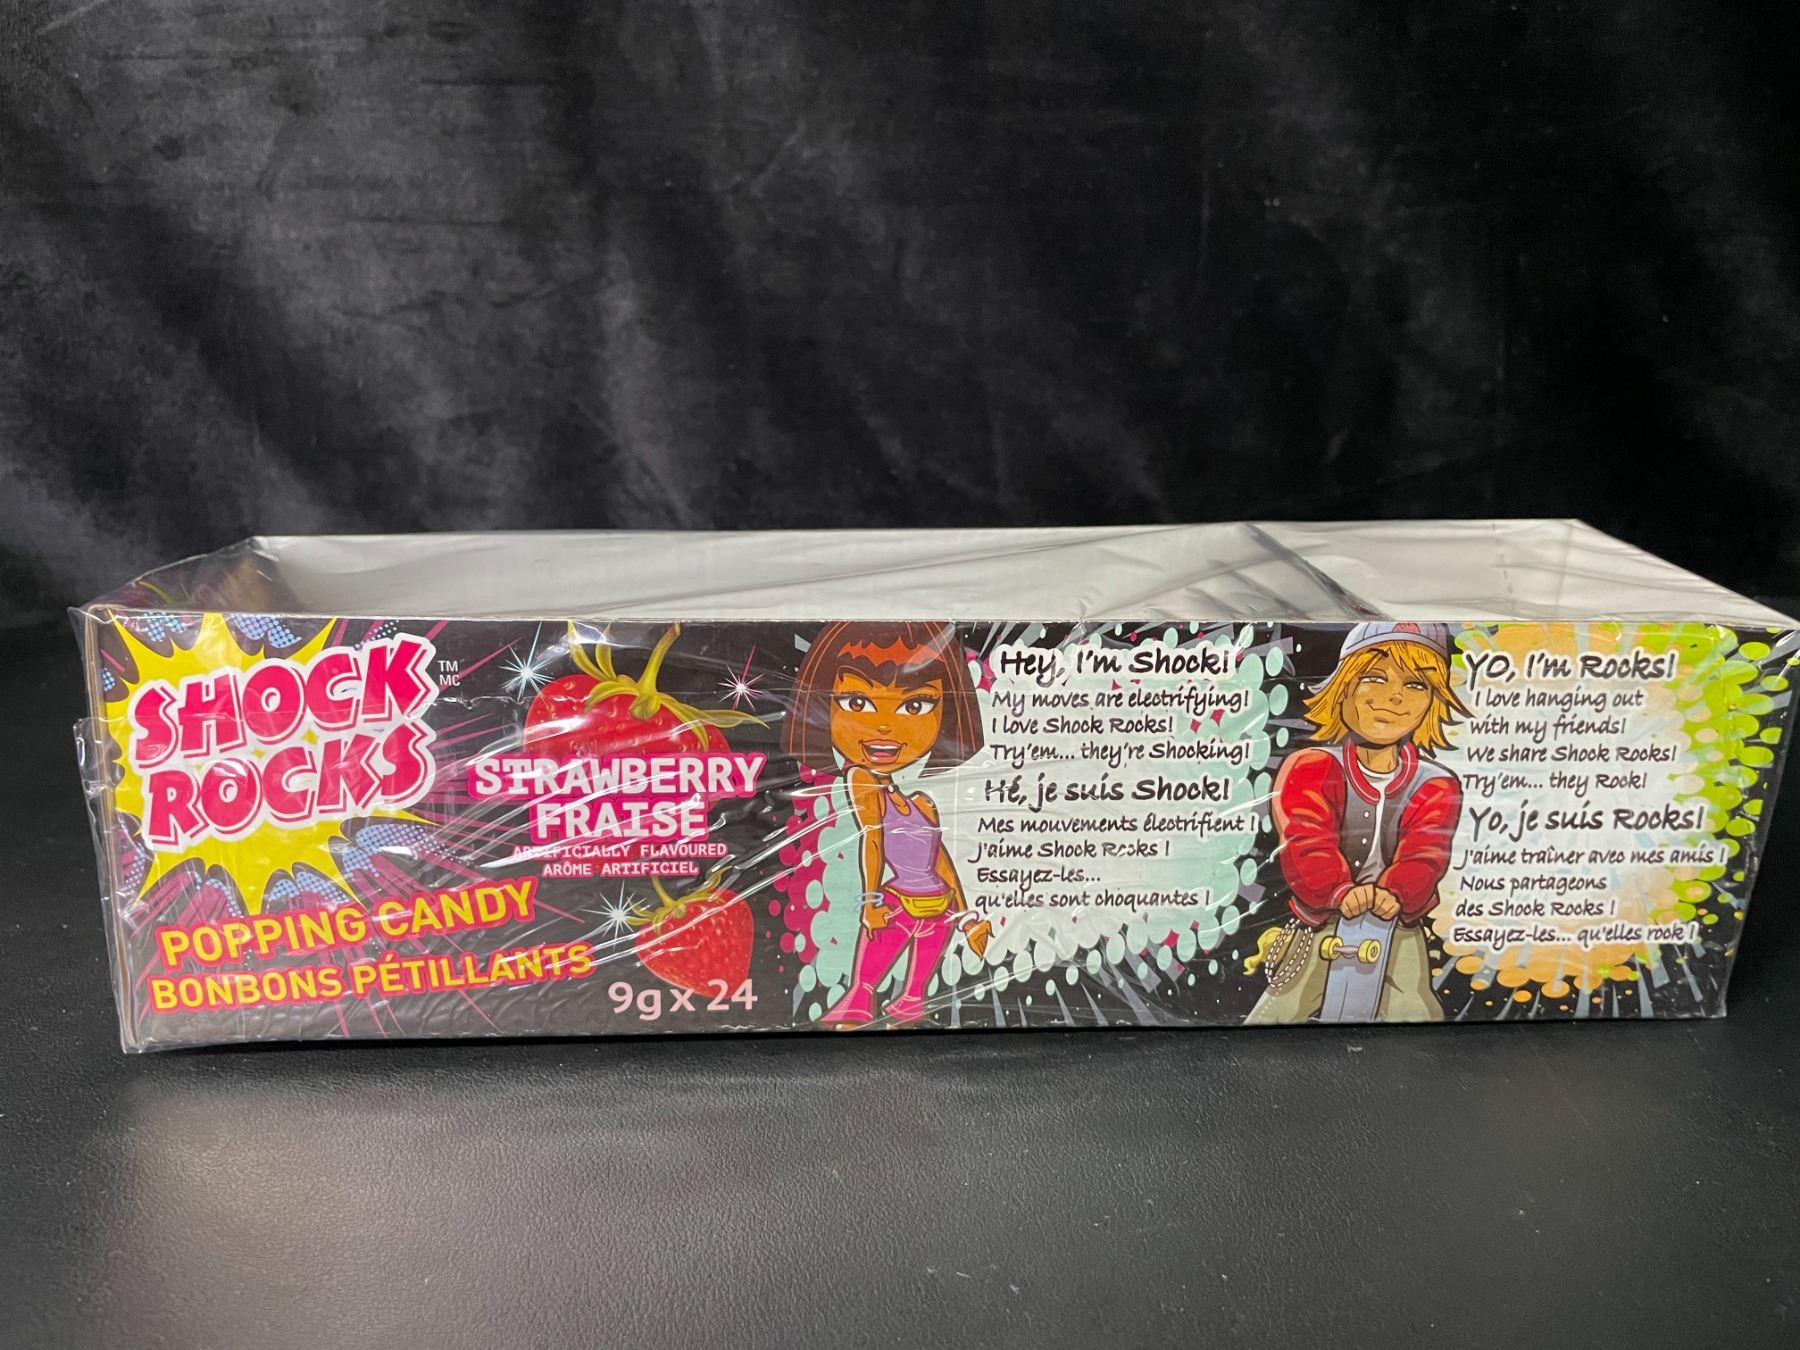 SHOCK
ROCKS
TM
MC
STRAWBERRY
FRAISE
ARTIFICIALLY FLAVOURED
ARÔME ARTIFICIEL
POPPING CANDY
BONBONS PÉTILLANTS
9g x 24
Hey, I'm Shock!
My moves are electrifying!
I love Shock Rocks!
Try'em... they're Shocking!
Hé, je suis Shock!
Mes mouvements électrifient !
J'aime Shock Rocks !
Essayez-les...
qu'elles sont choquantes !
YO, I'm Rocks!
I love hanging out
with my friends!
We share Shock Rocks!
Try'em... they Rock!
Yo, je suis Rocks!
J'aime traîner avec mes amis !
Nous partageons
des Shock Rocks !
Essayez-les... qu'elles rock !